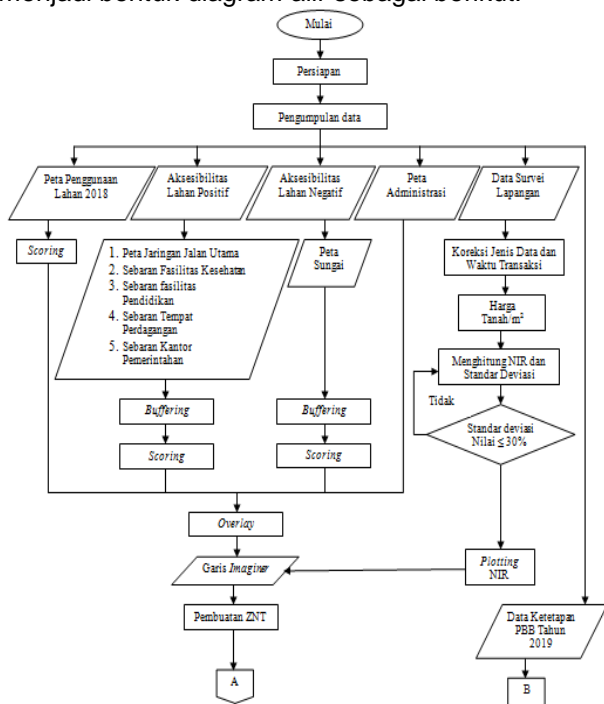 menjadi bentuk diagram alir sebagai berikut:
Mulai
Persiapan
Pengumpulan data
Peta Penggunaan
Lahan 2018
Aksesibilitas
Lahan Positif
Aksesibilitas
Lahan Negatif
Peta
Administrasi
Data Survei
Lapangan
Scoring
1. Peta Jaringan Jalan Utama
2. Sebaran Fasilitas Kesehatan
3. Sebaran fasilitas
Pendidikan
4. Sebaran Tempat
Perdagangan
5. Sebaran Kantor
Pemerintahan
Peta
Sungai
Koreksi Jenis Data dan
Waktu Transaksi
Harga
Tanah/m²
Menghitung NIR dan
Standar Deviasi
Tidak
Standar deviasi
Nilai ≤ 30%
Buffering
Buffering
Scoring
Scoring
Overlay
Garis Imaginer
Plotting
NIR
Pembuatan ZNT
Data Ketetapan
PBB Tahun
2019
A
B